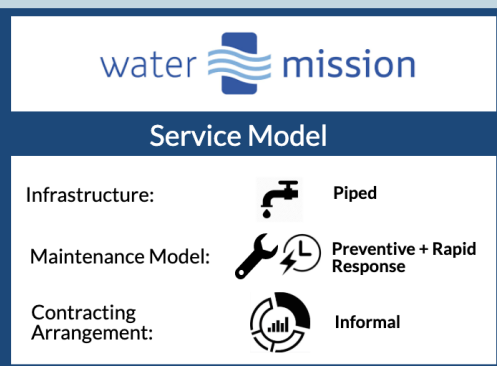 water mission
Service Model
Infrastructure:
Piped
Maintenance Model:
Preventive + Rapid
Response
Contracting
Arrangement:
Informal